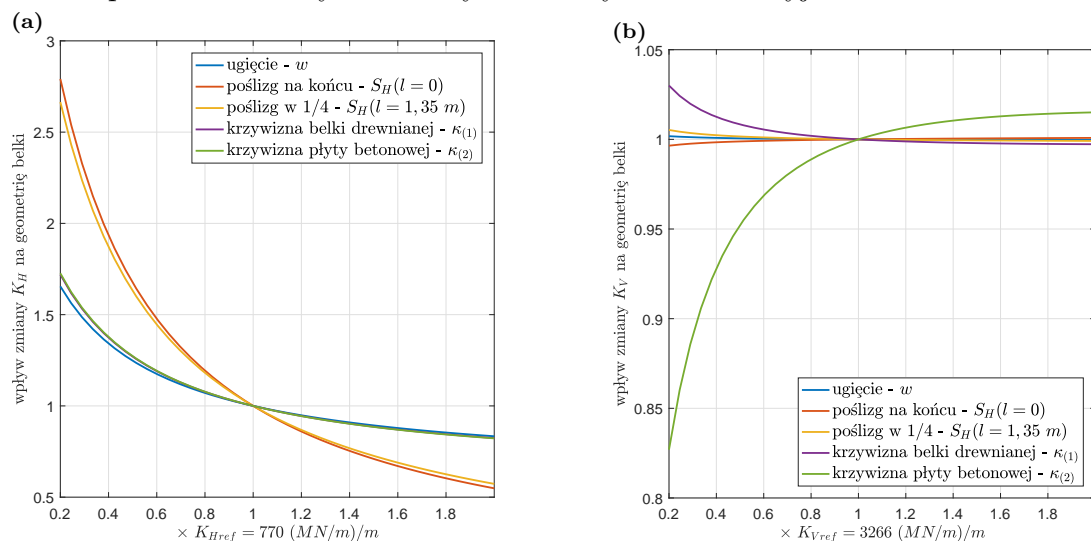 (a)
3
2.5
2
1.5
1
0.5
0.2 0.4 0.6 0.8 1 1.2 1.4 1.6 1.8
wpływ zmiany K_H na geometrię belki
× K_{Href} = 770 (MN/m)/m
ugięcie - w
poślizg na końcu - S_H(l = 0)
poślizg w 1/4 - S_H(l = 1, 35 m)
krzywizna belki drewnianej - κ_{(1)}
krzywizna płyty betonowej - κ_{(2)}
(b)
1.05
1
0.95
0.9
0.85
0.8
0.2 0.4 0.6 0.8 1 1.2 1.4 1.6 1.8
wpływ zmiany K_V na geometrię belki
× K_{Vref} = 3266 (MN/m)/m
ugięcie - w
poślizg na końcu - S_H(l = 0)
poślizg w 1/4 - S_H(l = 1, 35 m)
krzywizna belki drewnianej - κ_{(1)}
krzywizna płyty betonowej - κ_{(2)}